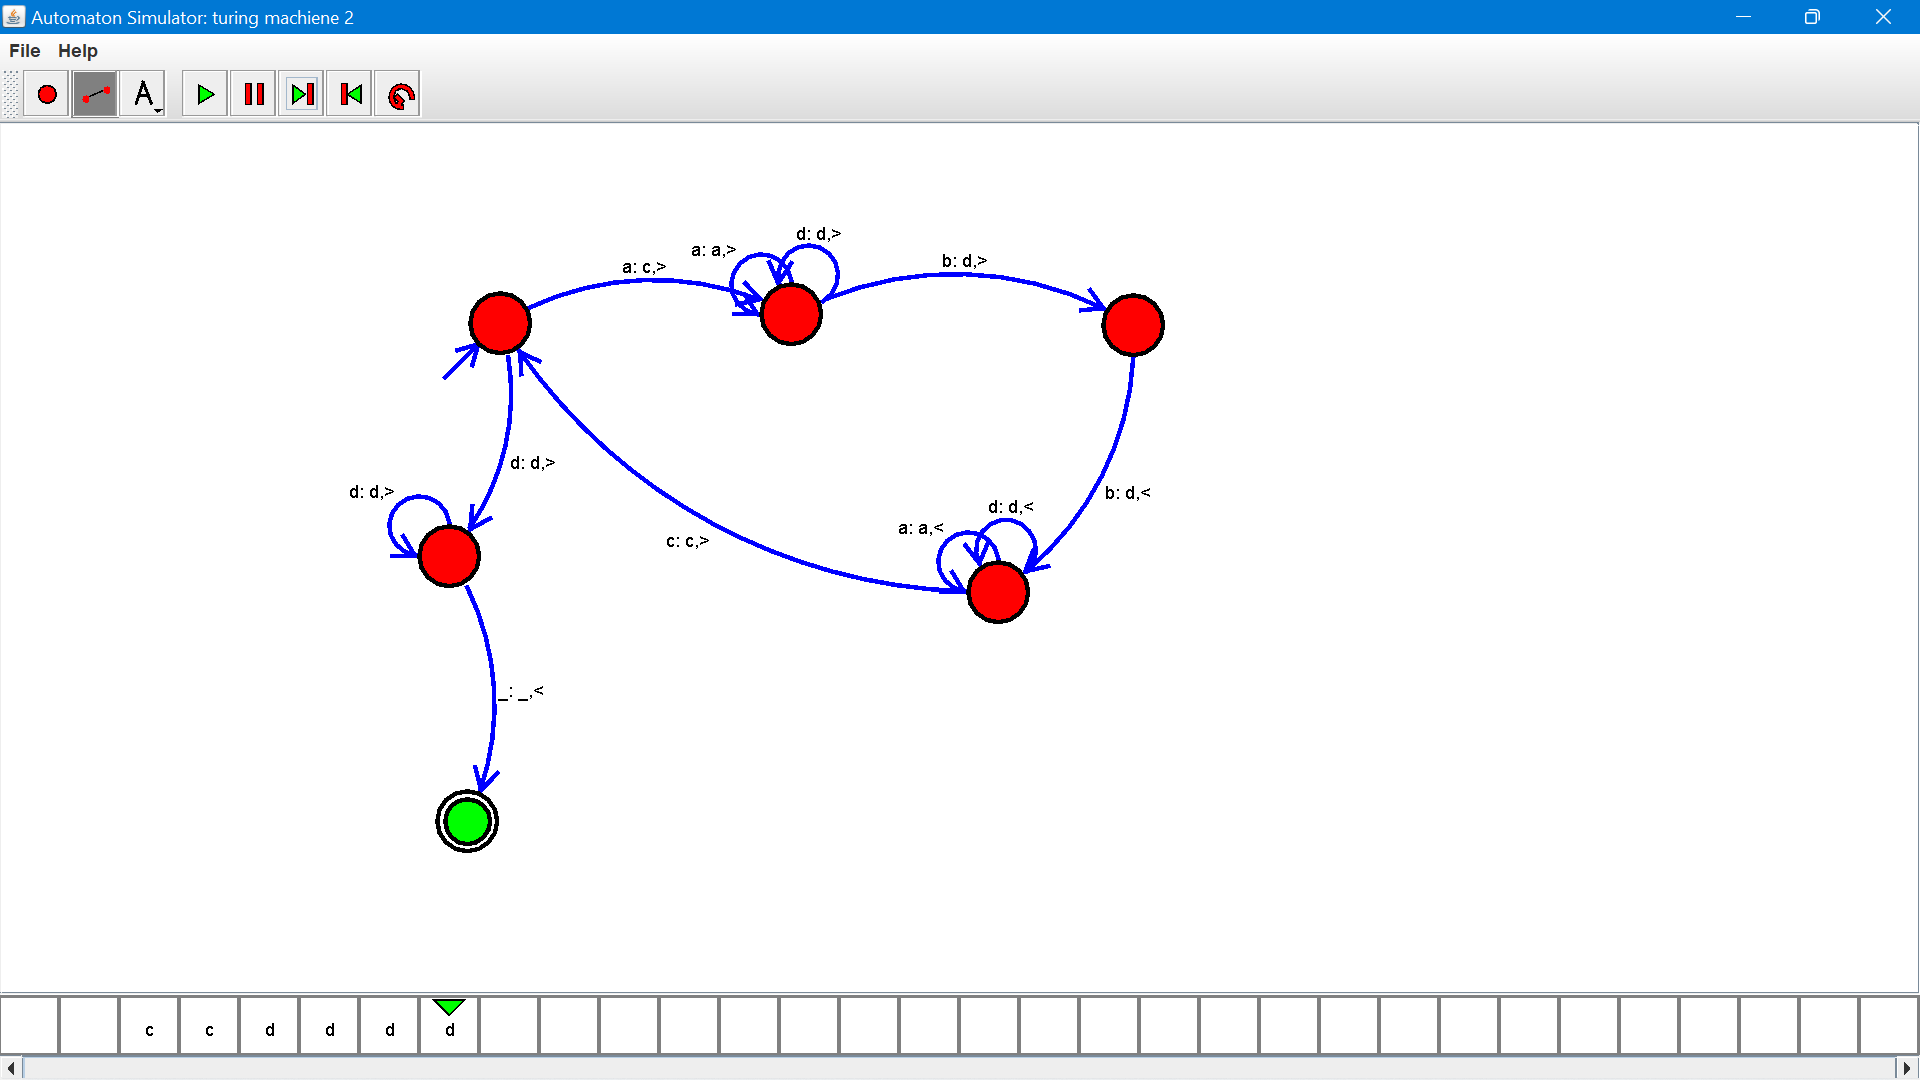 Automaton Simulator: turing machiene 2
File Help
A
d: d,>
a: a,>
b: d,>
a: c,>
d: d,>
d: d,>
b: d,<
d: d,<
a: a,<
c: c,>
_: _,<
c c d d d d